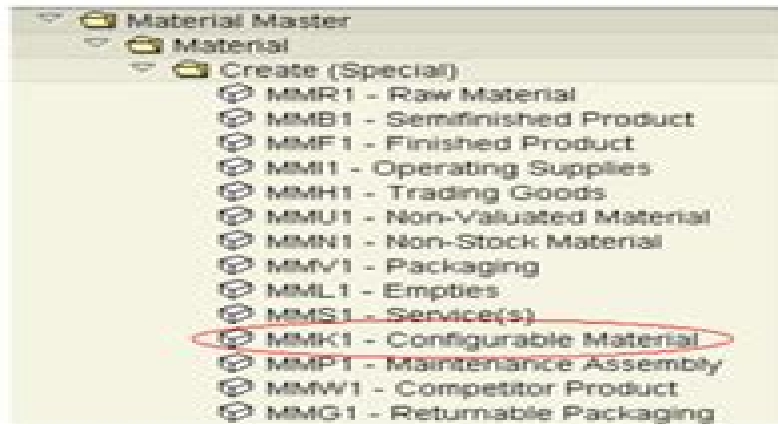 Material Master
Material
Create (Special)
MMR1 - Raw Material
MMB1 - Semifinished Product
MMF1 - Finished Product
MMI1 - Operating Supplies
MMH1 - Trading Goods
MMU1 - Non-Valuated Material
MMN1 - Non-Stock Material
MMV1 - Packaging
MML1 - Empties
MMS1 - Service(s)
MMK1 - Configurable Material
MMP1 - Maintenance Assembly
MMW1 - Competitor Product
MMG1 - Returnable Packaging